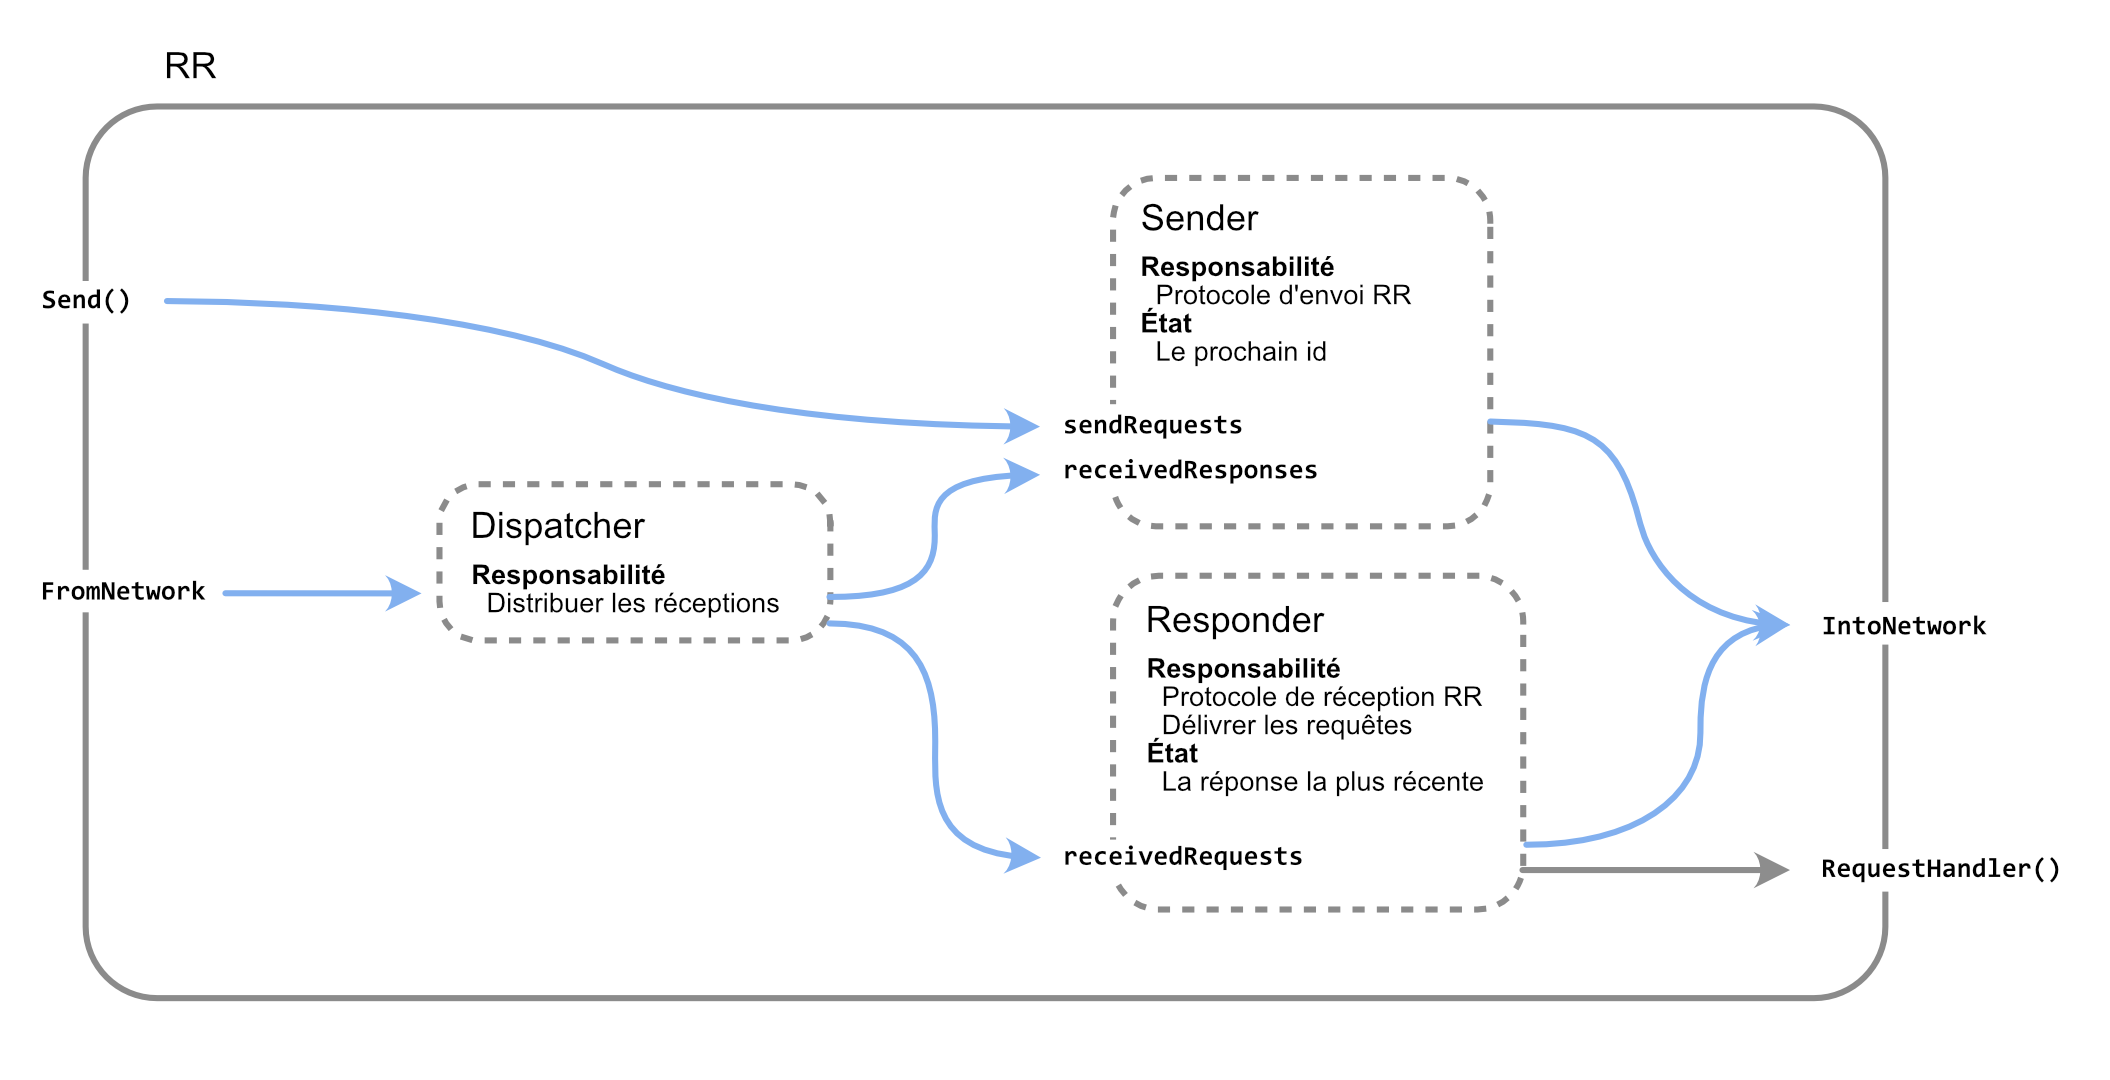 RR
Send()
FromNetwork
Dispatcher
Responsabilité
Distribuer les réceptions
Sender
Responsabilité
Protocole d'envoi RR
État
Le prochain id
sendRequests
receivedResponses
Responder
Responsabilité
Protocole de réception RR
Délivrer les requêtes
État
La réponse la plus récente
receivedRequests
IntoNetwork
RequestHandler()